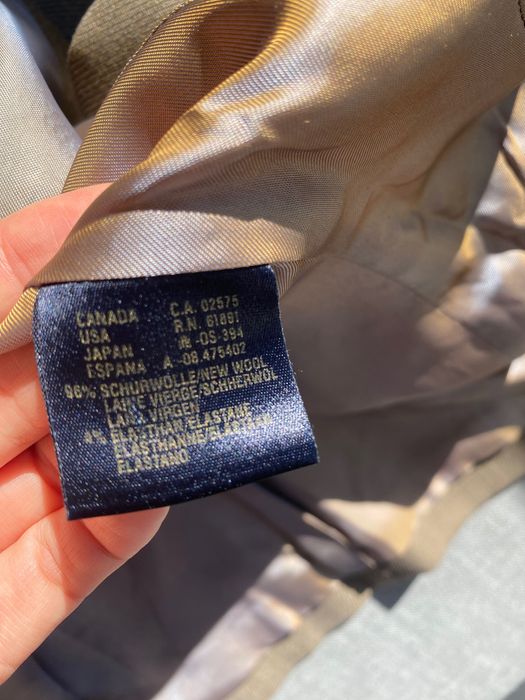 CANADA C.A. 02575
USA R.N. 61891
JAPAN -OS-394
ESPANA A-08.475402
96% SCHURWOLLE/NEW WOOL
LAINE VIERGE/SCHEERWOL
LANA VIRGEN
4% ELASTHAN/ELASTANE
ELASTHANNE/ELASTAN
ELASTANO